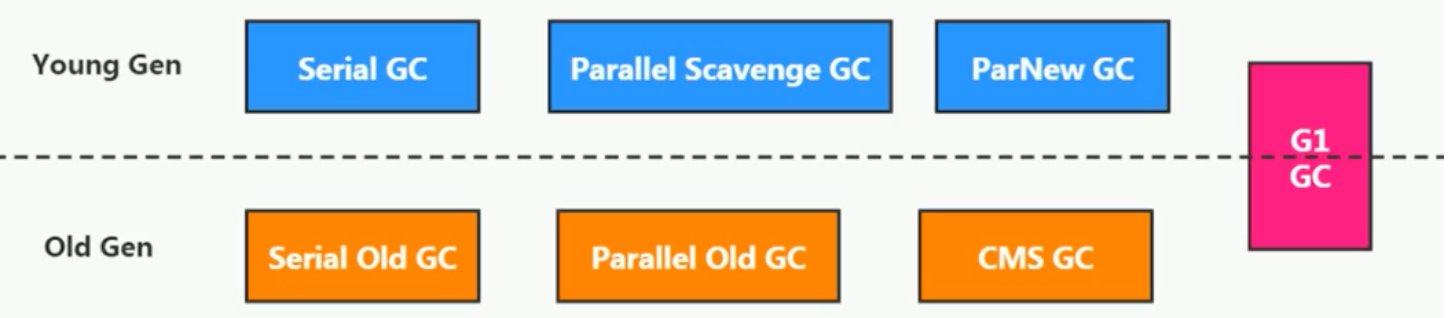 Young Gen
Serial GC
Parallel Scavenge GC
ParNew GC
G1
GC
Old Gen
Serial Old GC
Parallel Old GC
CMS GC